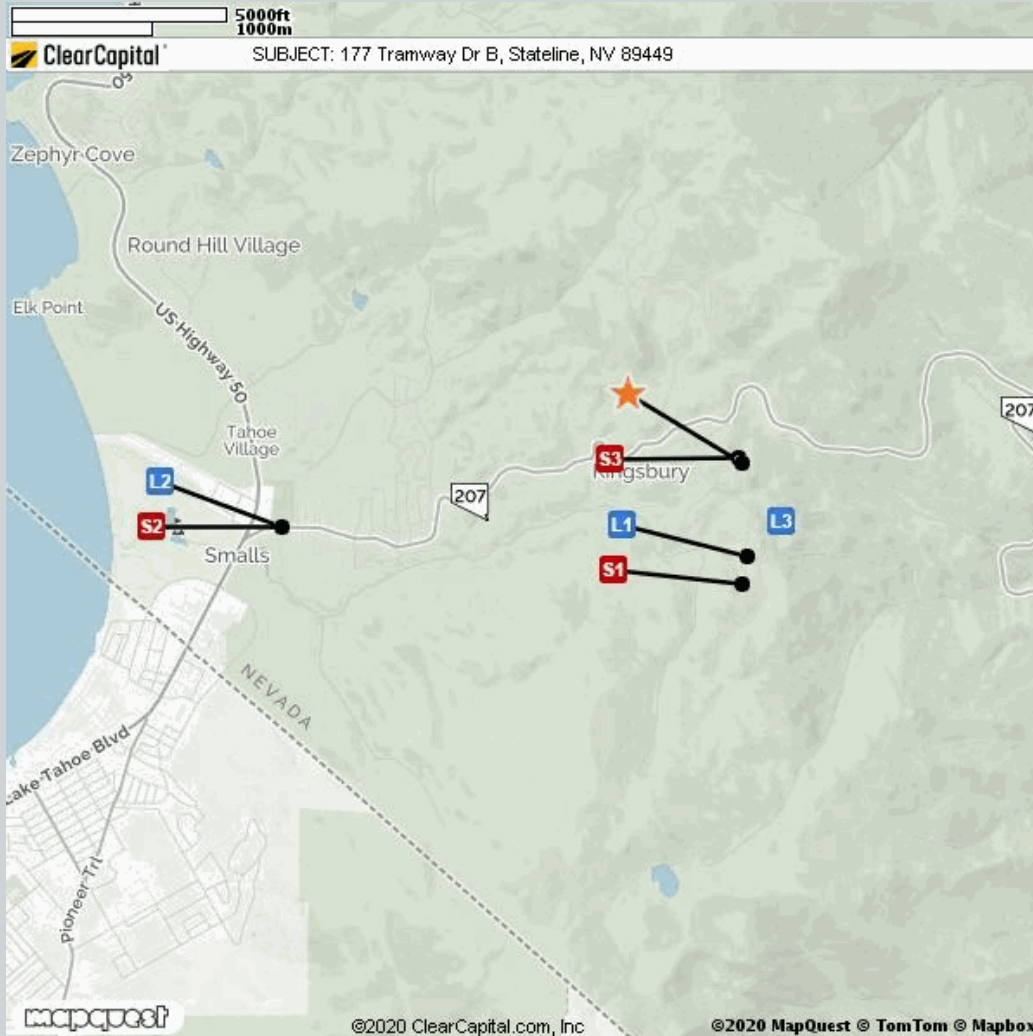 5000ft
1000m
ClearCapital
SUBJECT: 177 Tramway Dr B, Stateline, NV 89449
Zephyr Cove
Round Hill Village
Elk Point
US Highway 50
Tahoe
Village
207
L2
S2
Smalls
207
S3
Kingsbury
L1
L3
S1
NEVADA
Lake Tahoe Blvd
Pioneer Trl
mapquest
©2020 ClearCapital.com, Inc
©2020 MapQuest © TomTom © Mapbox